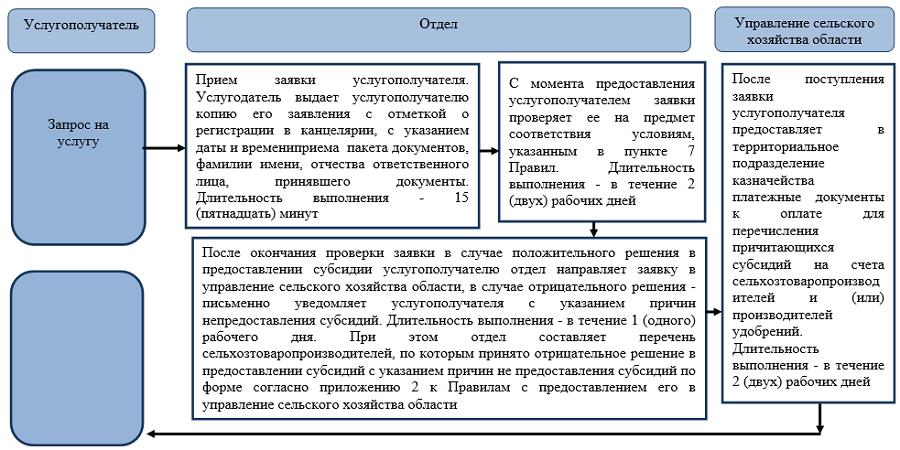 Услугополучатель
Отдел
Управление сельского
хозяйства области
Запрос на
услугу
Прием заявки услугополучателя.
Услугодатель выдает услугополучателю
копию его заявления с отметкой о
регистрации в канцелярии, с указанием
даты и времениприема пакета документов,
фамилии имени, отчества ответственного
лица, принявшего документы.
Длительность выполнения - 15
(пятнадцать) минут
С момента предоставления
услугополучателем заявки
проверяет ее на предмет
соответствия условиям,
указанным в пункте 7
Правил. Длительность
выполнения - в течение 2
(двух) рабочих дней
После окончания проверки заявки в случае положительного решения в
предоставлении субсидии услугополучателю отдел направляет заявку в
управление сельского хозяйства области, в случае отрицательного решения -
письменно уведомляет услугополучателя с указанием причин
непредоставления субсидий. Длительность выполнения - в течение 1 (одного)
рабочего дня. При этом отдел составляет перечень
сельхозтоваропроизводителей, по которым принято отрицательное решение в
предоставлении субсидий с указанием причин не предоставления субсидий по
форме согласно приложению 2 к Правилам с предоставлением его в
управление сельского хозяйства области
После поступления
заявки
услугополучателя
предоставляет в
территориальное
подразделение
казначейства
платежные документы
к оплате для
перечисления
причитающихся
субсидий на счета
сельхозтоваропроизвод
ителей и (или)
производителей
удобрений.
Длительность
выполнения - в течение
2 (двух) рабочих дней